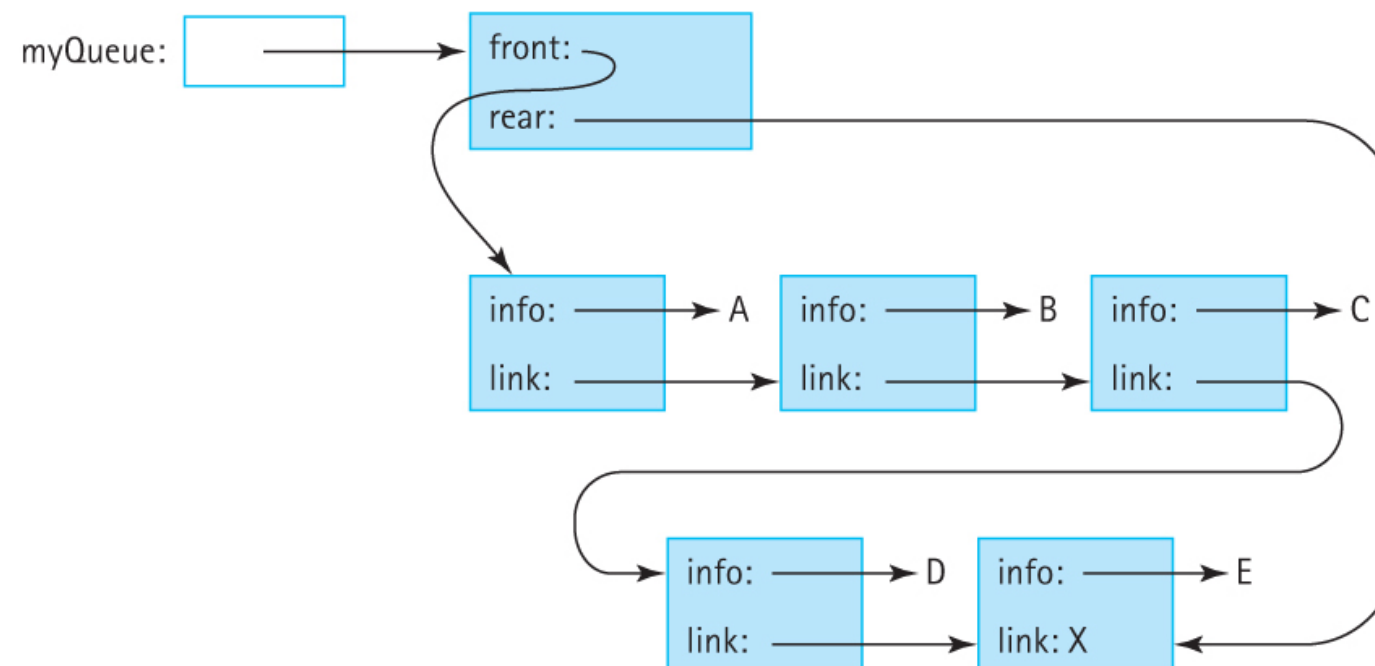 myQueue:
front:
rear:
info: A info: B info: C
link: link: link:
info: D info: E
link: link: X